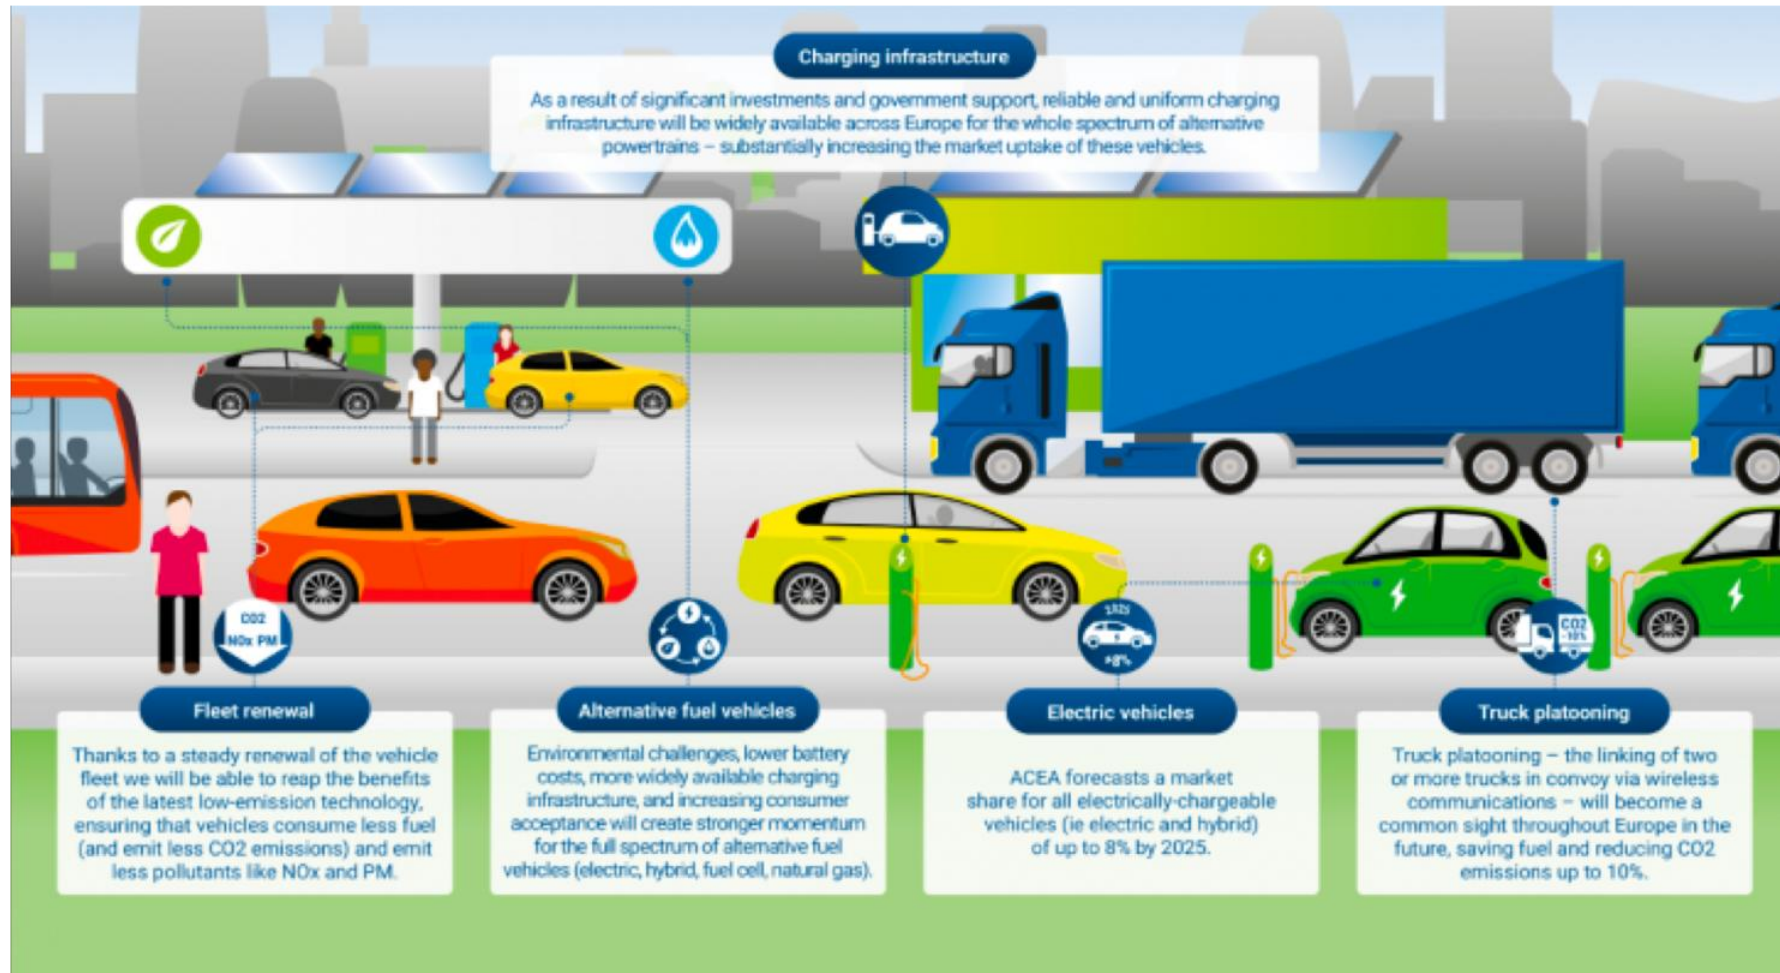 Charging infrastructure
As a result of significant investments and government support, reliable and uniform charging
infrastructure will be widely available across Europe for the whole spectrum of alternative
powertrains – substantially increasing the market uptake of these vehicles.
CO2
NOx PM
2025
+8%
CO2
-10%
Fleet renewal
Thanks to a steady renewal of the vehicle
fleet we will be able to reap the benefits
of the latest low-emission technology,
ensuring that vehicles consume less fuel
(and emit less CO2 emissions) and emit
less pollutants like NOx and PM.
Alternative fuel vehicles
Environmental challenges, lower battery
costs, more widely available charging
infrastructure, and increasing consumer
acceptance will create stronger momentum
for the full spectrum of alternative fuel
vehicles (electric, hybrid, fuel cell, natural gas).
Electric vehicles
ACEA forecasts a market
share for all electrically-chargeable
vehicles (ie electric and hybrid)
of up to 8% by 2025.
Truck platooning
Truck platooning – the linking of two
or more trucks in convoy via wireless
communications – will become a
common sight throughout Europe in the
future, saving fuel and reducing CO2
emissions up to 10%.